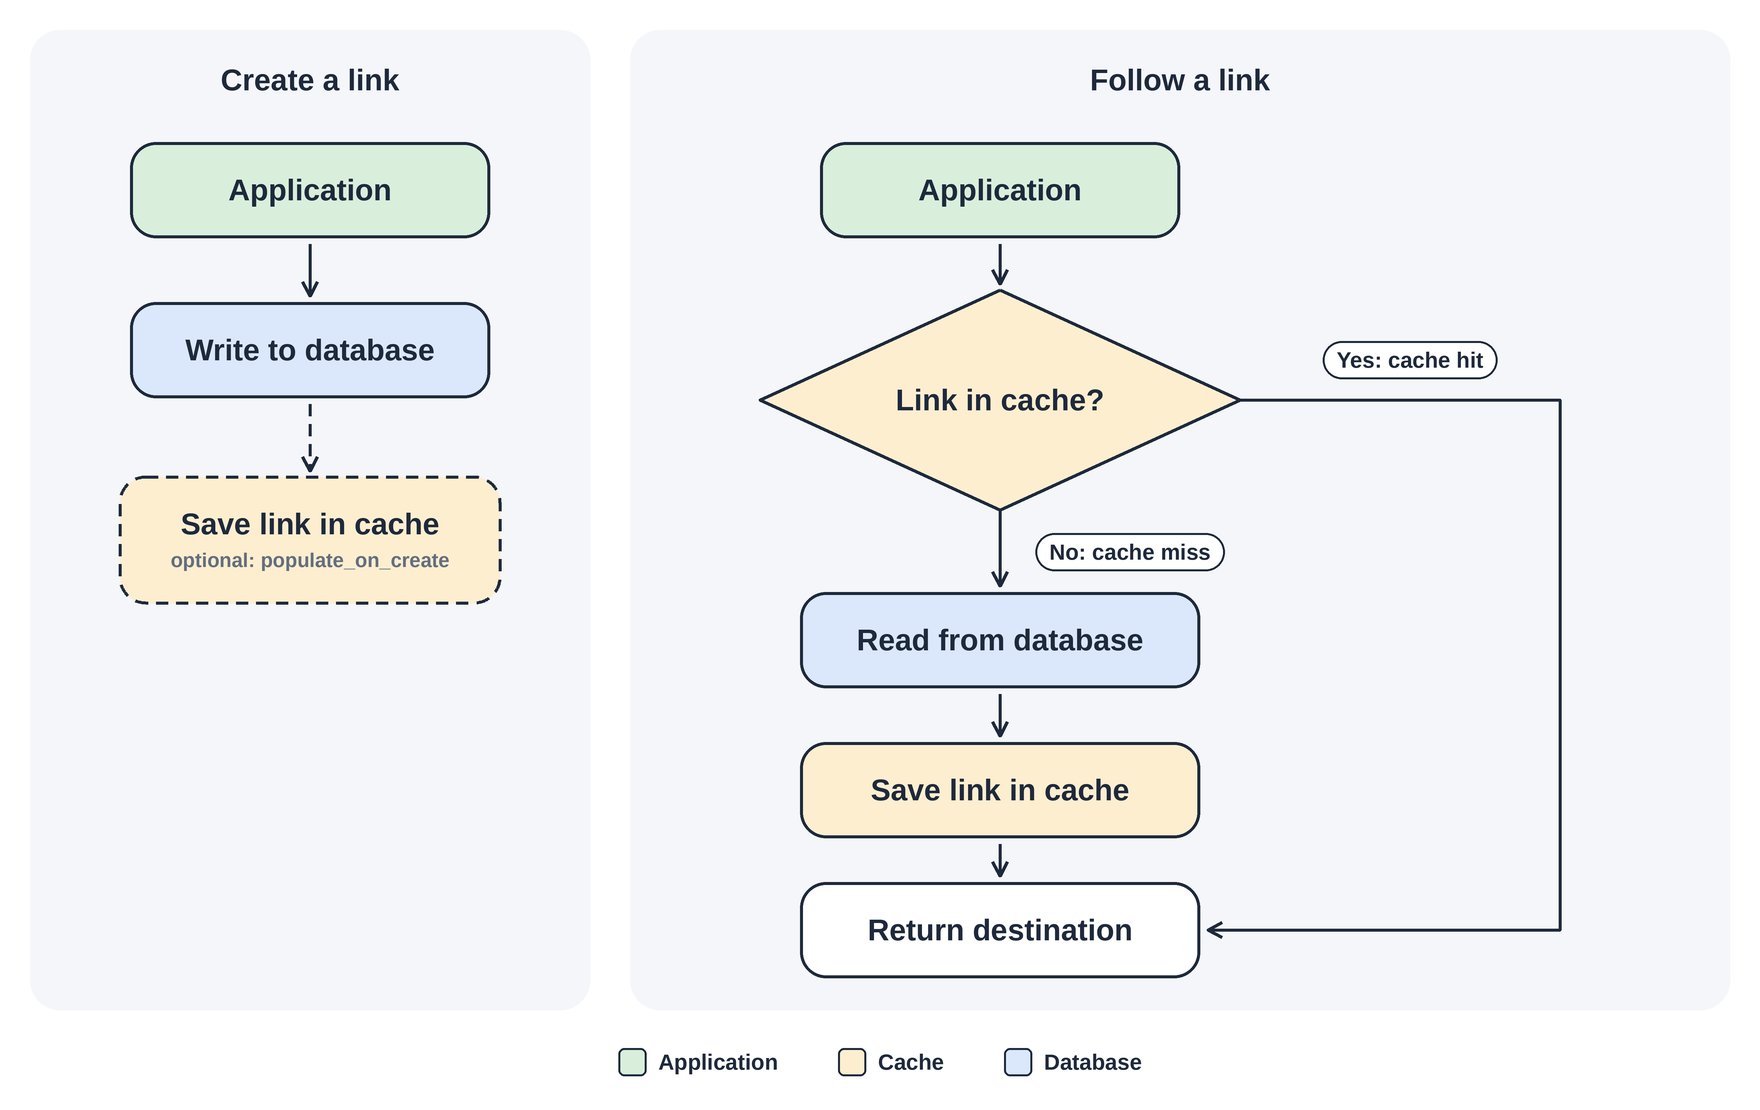 Create a link
Application
Write to database
Save link in cache
optional: populate_on_create
Follow a link
Application
Link in cache?
Yes: cache hit
No: cache miss
Read from database
Save link in cache
Return destination
Application
Cache
Database